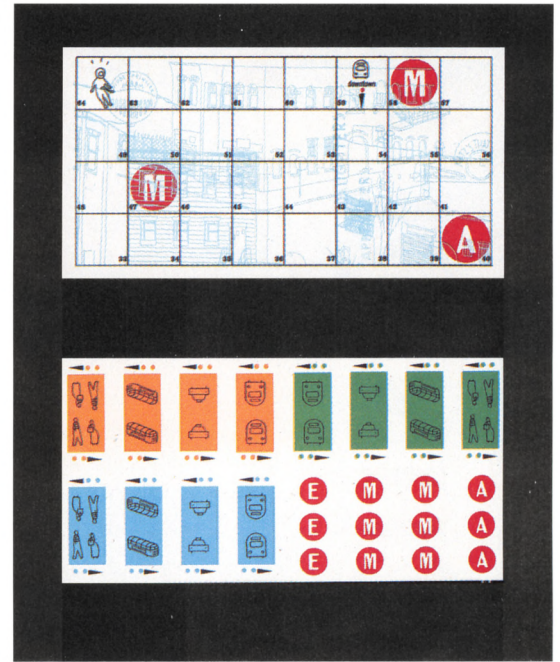 M
downtown
64 63 62 61 60 59 58 57
49 50 51 52 53 54 55 56
M
48 47 46 45 44 43 42 41
A
33 34 35 36 37 38 39 40
E M M A
E M M A
E M M A